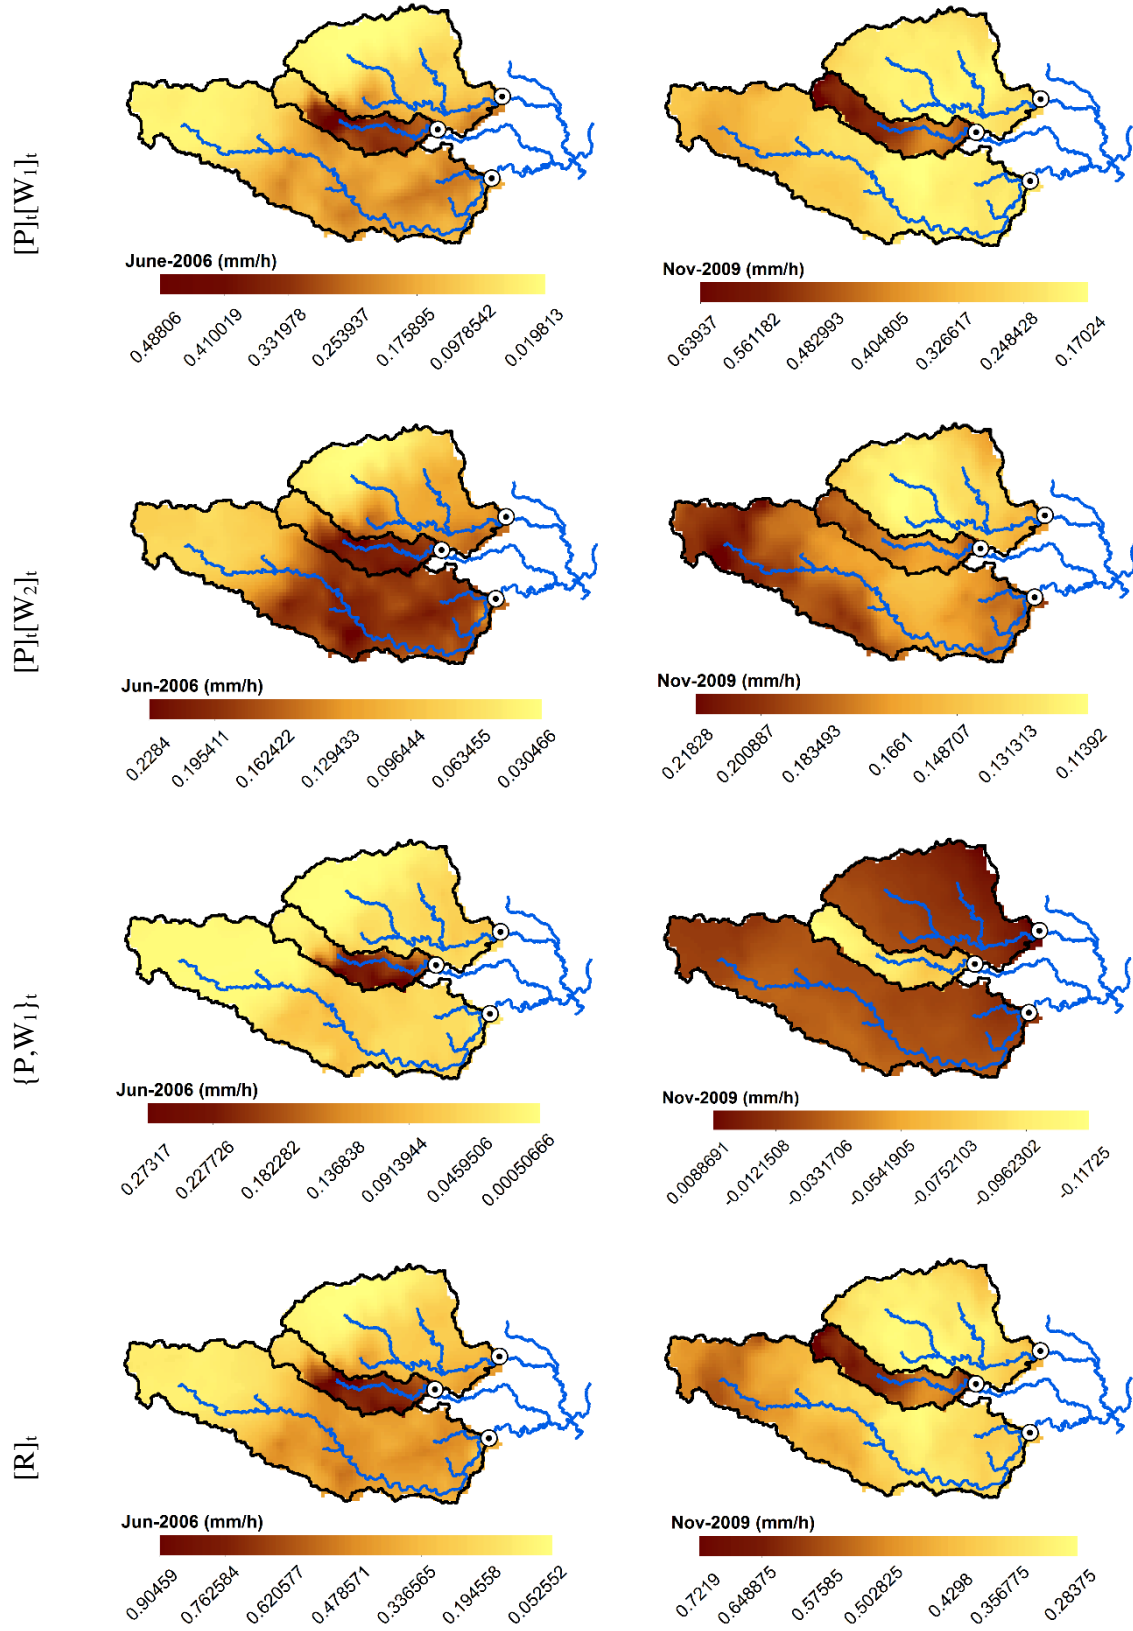 [P]t[W1]t
June-2006 (mm/h)
0.48806 0.410019 0.331978 0.253937 0.175895 0.0978542 0.019813
Nov-2009 (mm/h)
0.63937 0.561182 0.482993 0.404805 0.326617 0.248428 0.17024
[P]t[W2]t
Jun-2006 (mm/h)
0.2284 0.195411 0.162422 0.129433 0.096444 0.063455 0.030466
Nov-2009 (mm/h)
0.21828 0.200887 0.183493 0.1661 0.148707 0.131313 0.11392
{P,W1}t
Jun-2006 (mm/h)
0.27317 0.227726 0.182282 0.136838 0.0913944 0.0459506 0.00050666
Nov-2009 (mm/h)
0.0088691 -0.0121508 -0.0331706 -0.0541905 -0.0752103 -0.0962302 -0.11725
[R]t
Jun-2006 (mm/h)
0.90459 0.762584 0.620577 0.478571 0.336565 0.194558 0.052552
Nov-2009 (mm/h)
0.7219 0.648875 0.57585 0.502825 0.4298 0.356775 0.28375